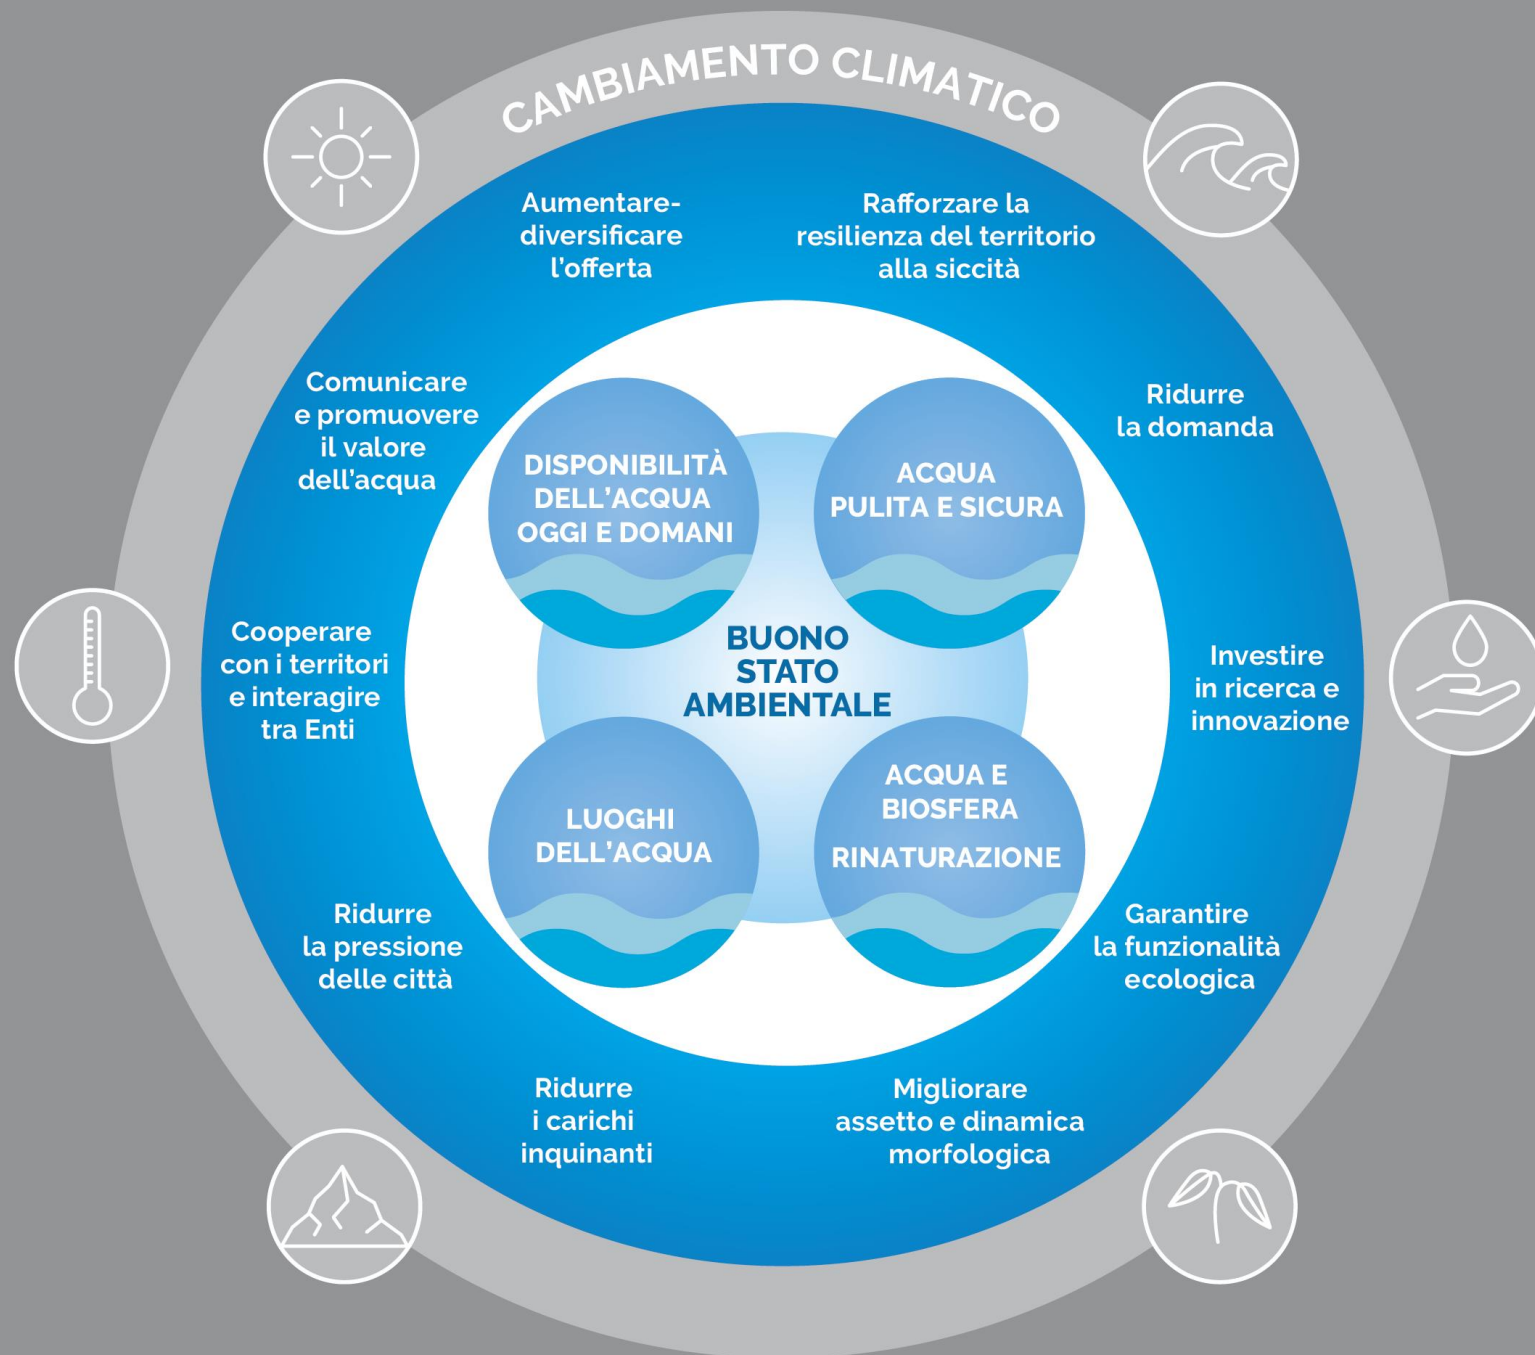 CAMBIAMENTO CLIMATICO
Aumentare-
diversificare
l'offerta
Rafforzare la
resilienza del territorio
alla siccità
Comunicare
e promuovere
il valore
dell'acqua
Ridurre
la domanda
DISPONIBILITÀ
DELL'ACQUA
OGGI E DOMANI
ACQUA
PULITA E SICURA
Cooperare
con i territori
e interagire
tra Enti
BUONO
STATO
AMBIENTALE
Investire
in ricerca e
innovazione
LUOGHI
DELL'ACQUA
ACQUA E
BIOSFERA
RINATURAZIONE
Ridurre
la pressione
delle città
Garantire
la funzionalità
ecologica
Ridurre
i carichi
inquinanti
Migliorare
assetto e dinamica
morfologica